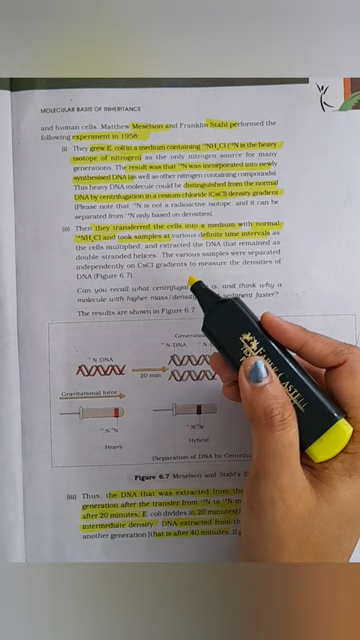 MOLECULAR BASIS OF INHERITANCE
and human cells. Matthew Meselson and Franklin Stahl performed the
following experiment in 1958:
(i) They grew E. coli in a medium containing ¹⁵NH₄Cl (¹⁵N is the heavy
isotope of nitrogen) as the only nitrogen source for many
generations. The result was that ¹⁵N was incorporated into newly
synthesised DNA (as well as other nitrogen containing compounds).
This heavy DNA molecule could be distinguished from the normal
DNA by centrifugation in a cesium chloride (CsCl) density gradient
(Please note that ¹⁵N is not a radioactive isotope, and it can be
separated from ¹⁴N only based on densities).
(ii) Then they transferred the cells into a medium with normal
¹⁴NH₄Cl and took samples at various definite time intervals as
the cells multiplied, and extracted the DNA that remained as
double-stranded helices. The various samples were separated
independently on CsCl gradients to measure the densities of
DNA (Figure 6.7).
Can you recall what centrifugal is, and think why a
molecule with higher mass/density sediment faster?
The results are shown in Figure 6.7
Generation
¹⁵N-DNA
¹⁵N-DNA
20 min
Gravitational force
¹⁵N¹⁵N
Heavy
Hybrid
(Separation of DNA by Centrifu
Figure 6.7 Meselson and Stahl's E
(iii) Thus, the DNA that was extracted from the
generation after the transfer from ¹⁵N to ¹⁴N
after 20 minutes; E. coli divides in 20 minutes]
intermediate density. DNA extracted from
another generation [that is after 40 minutes
FABER-CASTELL